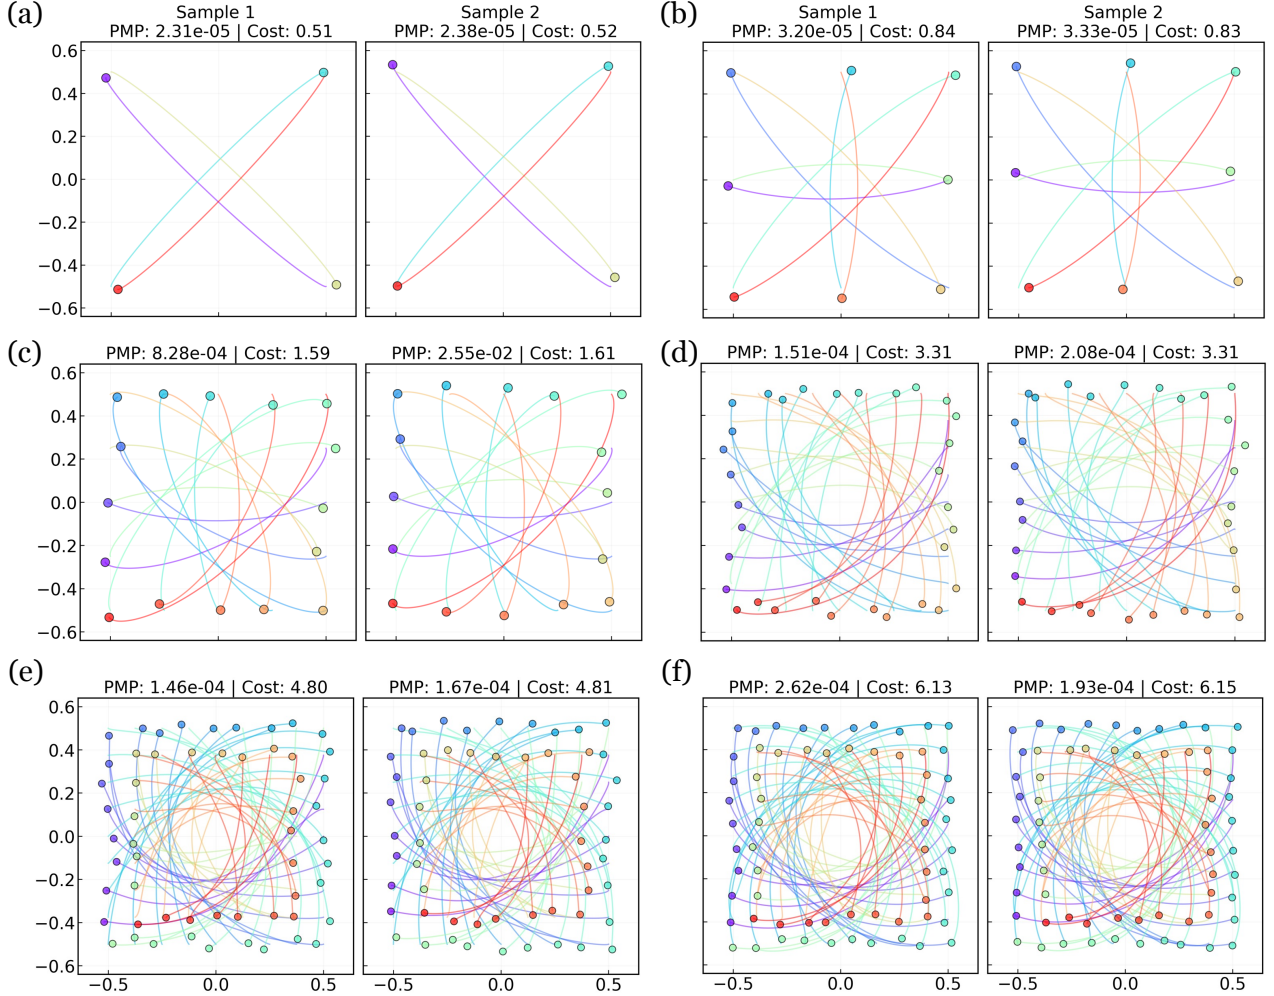 (a)
Sample 1
PMP: 2.31e-05 | Cost: 0.51
Sample 2
PMP: 2.38e-05 | Cost: 0.52
(b)
Sample 1
PMP: 3.20e-05 | Cost: 0.84
Sample 2
PMP: 3.33e-05 | Cost: 0.83
0.6
0.4
0.2
0.0
−0.2
−0.4
−0.6
(c)
PMP: 8.28e-04 | Cost: 1.59
PMP: 2.55e-02 | Cost: 1.61
(d)
PMP: 1.51e-04 | Cost: 3.31
PMP: 2.08e-04 | Cost: 3.31
0.6
0.4
0.2
0.0
−0.2
−0.4
−0.6
(e)
PMP: 1.46e-04 | Cost: 4.80
PMP: 1.67e-04 | Cost: 4.81
(f)
PMP: 2.62e-04 | Cost: 6.13
PMP: 1.93e-04 | Cost: 6.15
0.6
0.4
0.2
0.0
−0.2
−0.4
−0.6
−0.5 0.0 0.5 −0.5 0.0 0.5 −0.5 0.0 0.5 −0.5 0.0 0.5